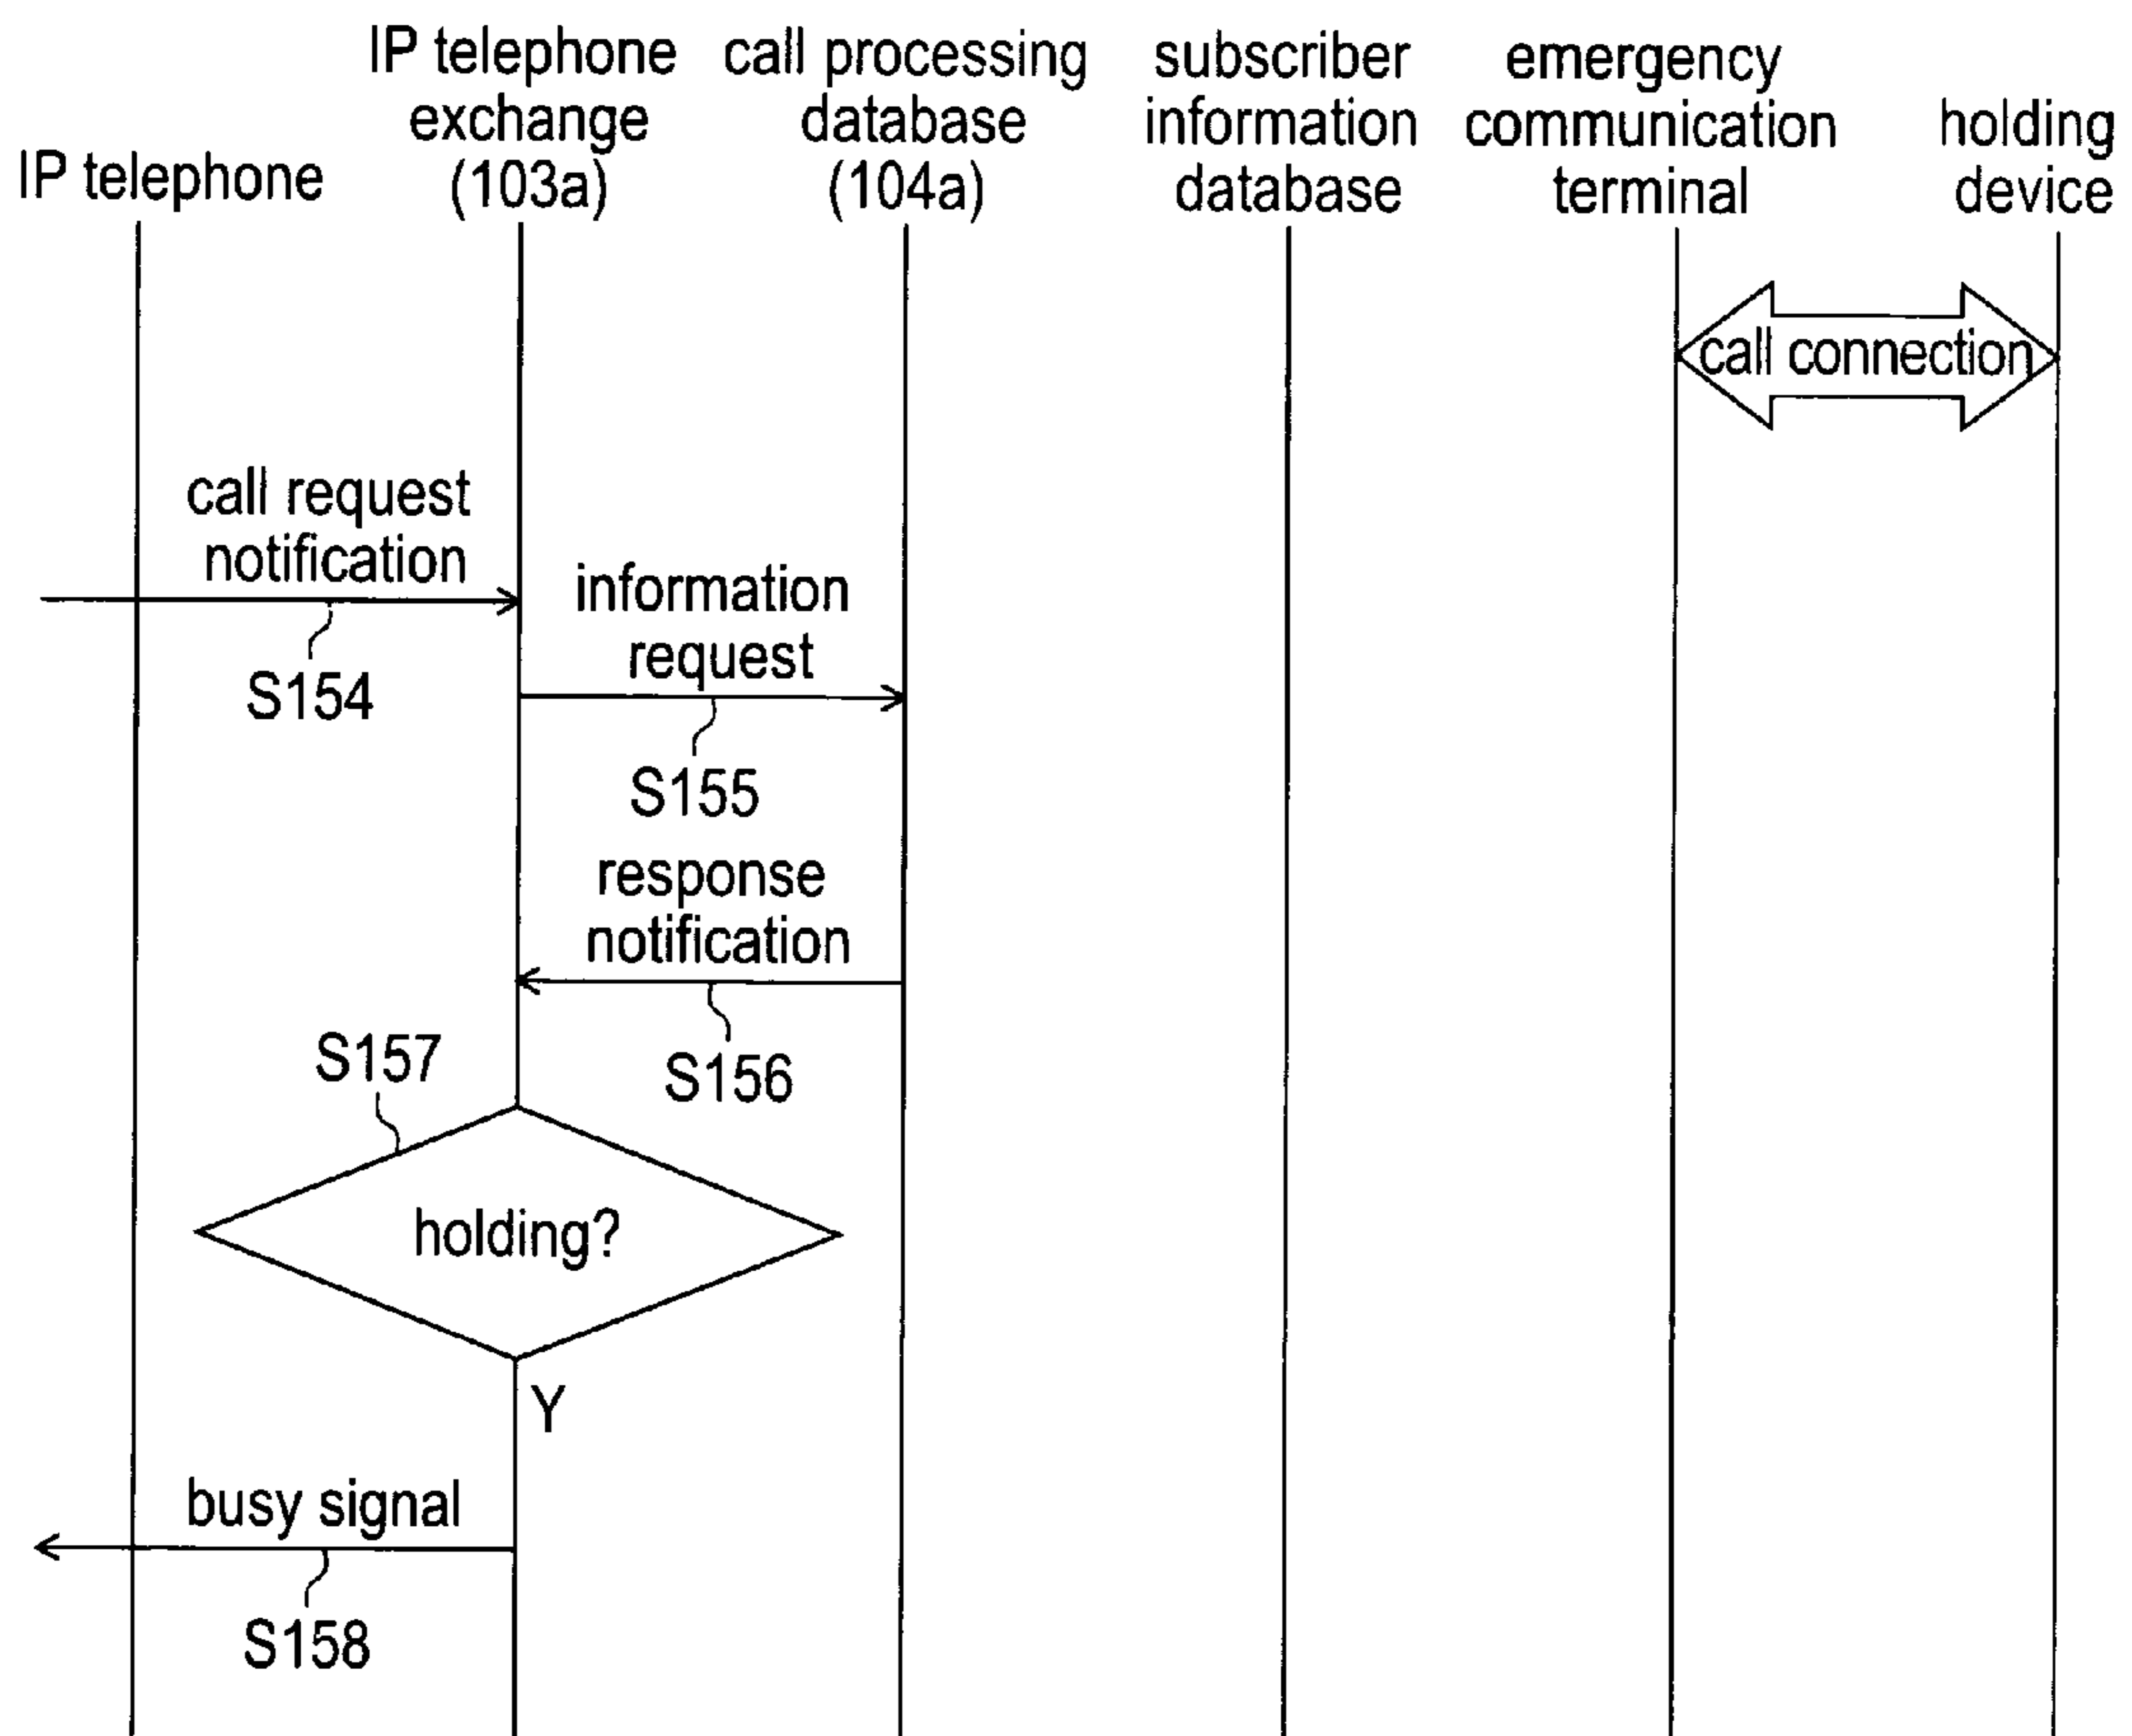 IP telephone
IP telephone
exchange
(103a)
call processing
database
(104a)
subscriber
information
database
emergency
communication
terminal
holding
device
call connection
call request
notification
S154
information
request
S155
response
notification
S156
S157
holding?
Y
busy signal
S158